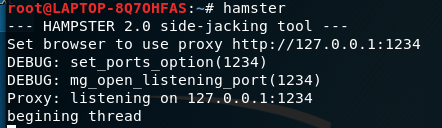 root@LAPTOP-8Q7OHFAS:~# hamster
--- HAMPSTER 2.0 side-jacking tool ---
Set browser to use proxy http://127.0.0.1:1234
DEBUG: set_ports_option(1234)
DEBUG: mg_open_listening_port(1234)
Proxy: listening on 127.0.0.1:1234
begining thread